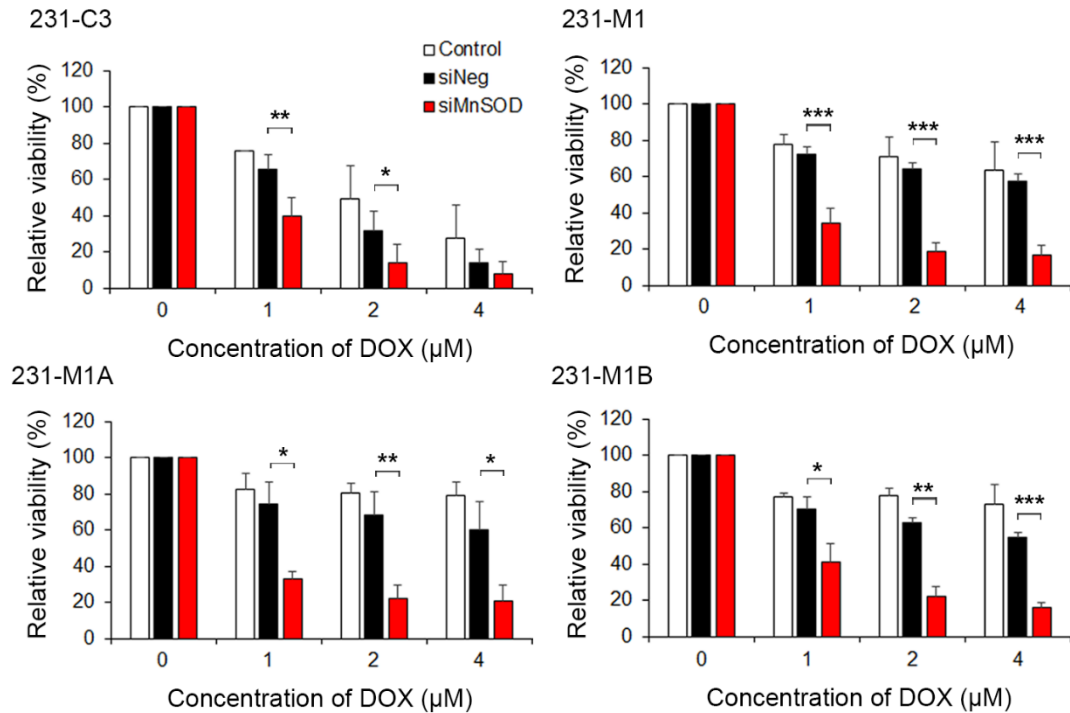 231-C3
Control
siNeg
siMnSOD
Relative viability (%)
120
100
80
60
40
20
0
**
*
0 1 2 4
Concentration of DOX (µM)
231-M1
Relative viability (%)
120
100
80
60
40
20
0
***
***
***
0 1 2 4
Concentration of DOX (µM)
231-M1A
Relative viability (%)
120
100
80
60
40
20
0
*
**
*
0 1 2 4
Concentration of DOX (µM)
231-M1B
Relative viability (%)
120
100
80
60
40
20
0
*
**
***
0 1 2 4
Concentration of DOX (µM)